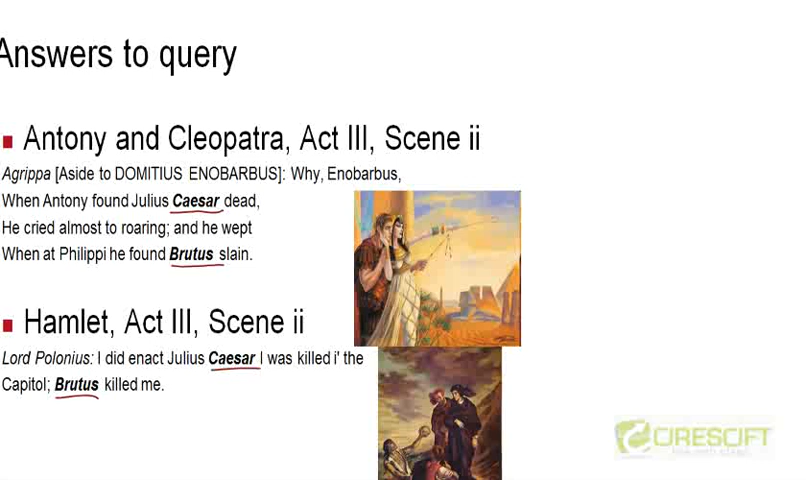 Answers to query
Antony and Cleopatra, Act III, Scene ii
Agrippa [Aside to DOMITIUS ENOBARBUS]: Why, Enobarbus,
When Antony found Julius Caesar dead,
He cried almost to roaring; and he wept
When at Philippi he found Brutus slain.
Hamlet, Act III, Scene ii
Lord Polonius: I did enact Julius Caesar I was killed i' the
Capitol; Brutus killed me.